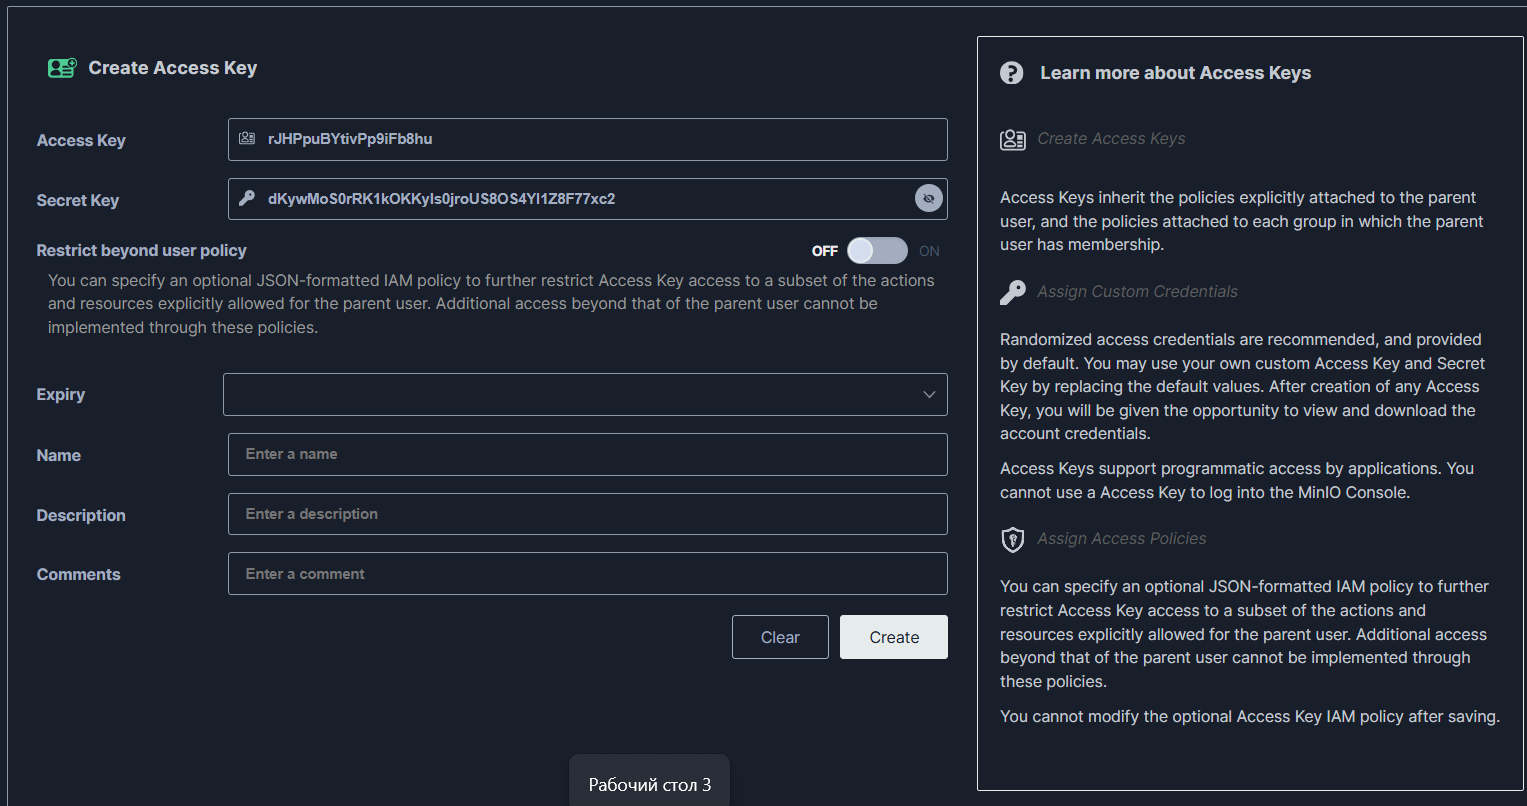 Create Access Key
Access Key
rJHPpuBYtivPp9iFb8hu
Secret Key
dKywMoS0rRK1kOKKyIs0jroUS8OS4Yl1Z8F77xc2
Restrict beyond user policy
OFF ON
You can specify an optional JSON-formatted IAM policy to further restrict Access Key access to a subset of the actions
and resources explicitly allowed for the parent user. Additional access beyond that of the parent user cannot be
implemented through these policies.
Expiry
Name
Enter a name
Description
Enter a description
Comments
Enter a comment
Clear
Create
Learn more about Access Keys
Create Access Keys
Access Keys inherit the policies explicitly attached to the parent
user, and the policies attached to each group in which the parent
user has membership.
Assign Custom Credentials
Randomized access credentials are recommended, and provided
by default. You may use your own custom Access Key and Secret
Key by replacing the default values. After creation of any Access
Key, you will be given the opportunity to view and download the
account credentials.
Access Keys support programmatic access by applications. You
cannot use a Access Key to log into the MinIO Console.
Assign Access Policies
You can specify an optional JSON-formatted IAM policy to further
restrict Access Key access to a subset of the actions and
resources explicitly allowed for the parent user. Additional access
beyond that of the parent user cannot be implemented through
these policies.
You cannot modify the optional Access Key IAM policy after saving.
Рабочий стол 3